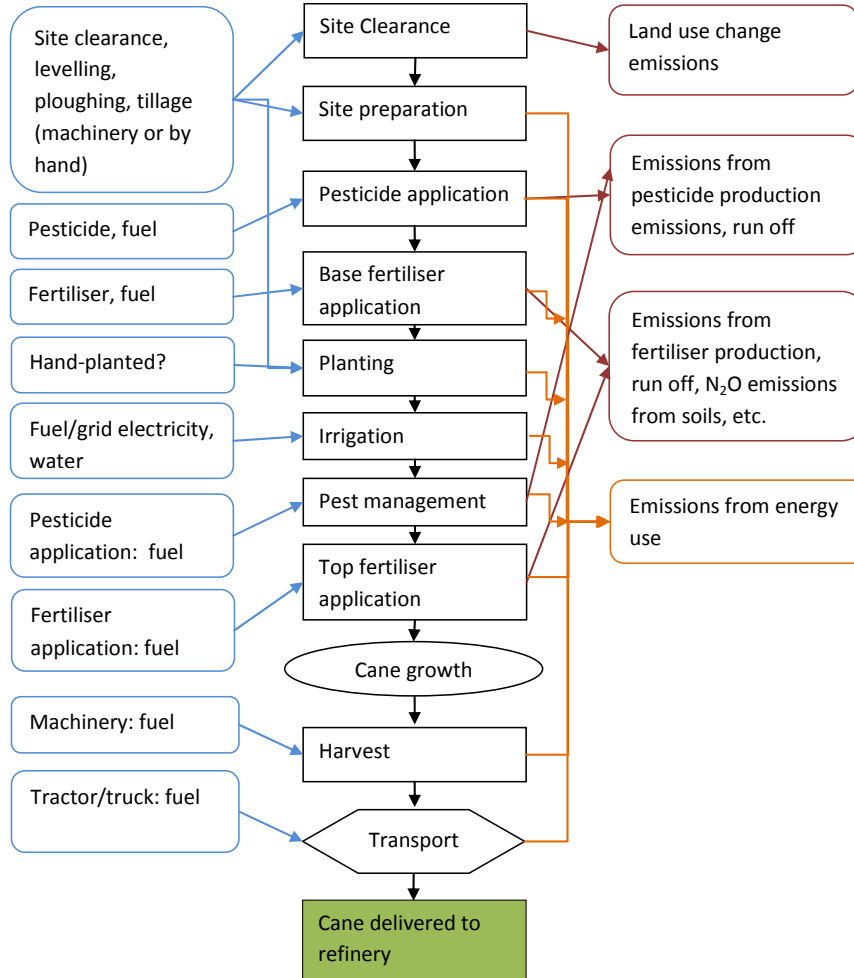 Site clearance,
levelling,
ploughing, tillage
(machinery or by
hand)
Pesticide, fuel
Fertiliser, fuel
Hand-planted?
Fuel/grid electricity,
water
Pesticide
application:  fuel
Fertiliser
application: fuel
Machinery: fuel
Tractor/truck: fuel
Site Clearance
Site preparation
Pesticide application
Base fertiliser
application
Planting
Irrigation
Pest management
Top fertiliser
application
Cane growth
Harvest
Transport
Cane delivered to
refinery
Land use change
emissions
Emissions from
pesticide production
emissions, run off
Emissions from
fertiliser production,
run off, N₂O emissions
from soils, etc.
Emissions from energy
use